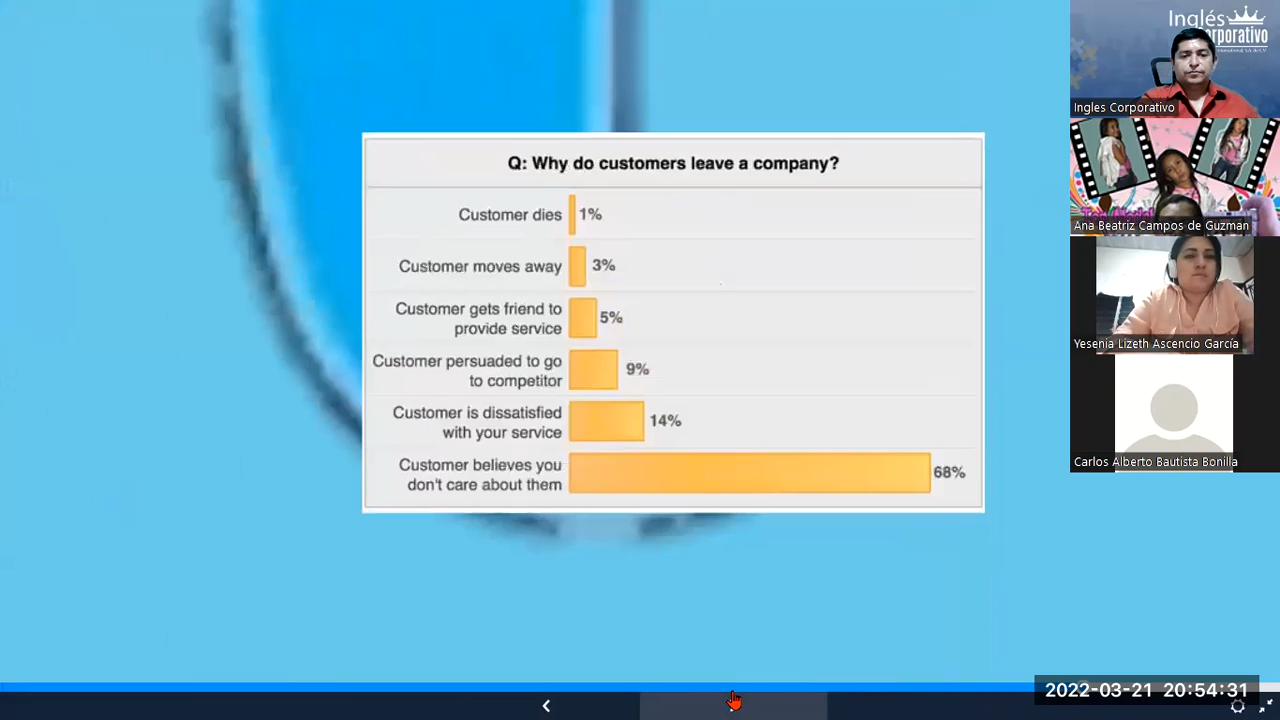 Q: Why do customers leave a company?
Customer dies
1%
Customer moves away
3%
Customer gets friend to
provide service
5%
Customer persuaded to go
to competitor
9%
Customer is dissatisfied
with your service
14%
Customer believes you
don't care about them
68%
Inglés
Corporativo
Ingles Corporativo
Ana Beatriz Campos de Guzman
Yesenia Lizeth Ascencio García
Carlos Alberto Bautista Bonilla
2022-03-21 20:54:31